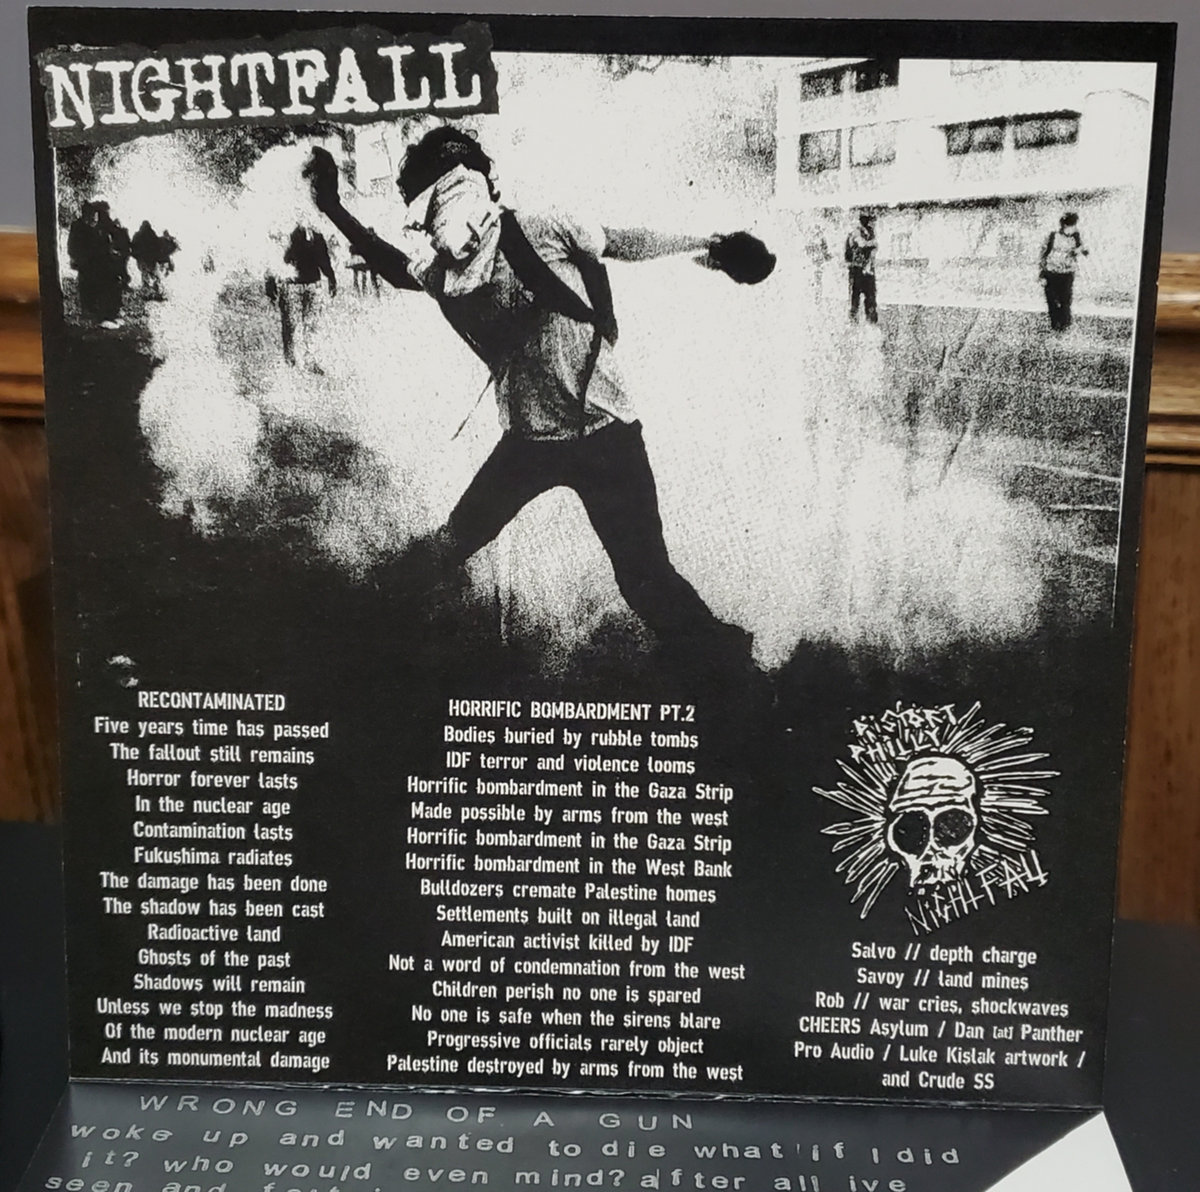 NIGHTFALL
RECONTAMINATED
Five years time has passed
The fallout still remains
Horror forever lasts
In the nuclear age
Contamination lasts
Fukushima radiates
The damage has been done
The shadow has been cast
Radioactive land
Ghosts of the past
Shadows will remain
Unless we stop the madness
Of the modern nuclear age
And its monumental damage
HORRIFIC BOMBARDMENT PT.2
Bodies buried by rubble tombs
IDF terror and violence looms
Horrific bombardment in the Gaza Strip
Made possible by arms from the west
Horrific bombardment in the Gaza Strip
Horrific bombardment in the West Bank
Bulldozers cremate Palestine homes
Settlements built on illegal land
American activist killed by IDF
Not a word of condemnation from the west
Children perish no one is spared
No one is safe when the sirens blare
Progressive officials rarely object
Palestine destroyed by arms from the west
PHILLY
NIGHTFALL
Salvo // depth charge
Savoy // land mines
Rob // war cries, shockwaves
CHEERS Asylum / Dan [at] Panther
Pro Audio / Luke Kislak artwork /
and Crude SS
WRONG END OF A GUN
woke up and wanted to die what if I did
it? who would even mind? after all ive
seen and